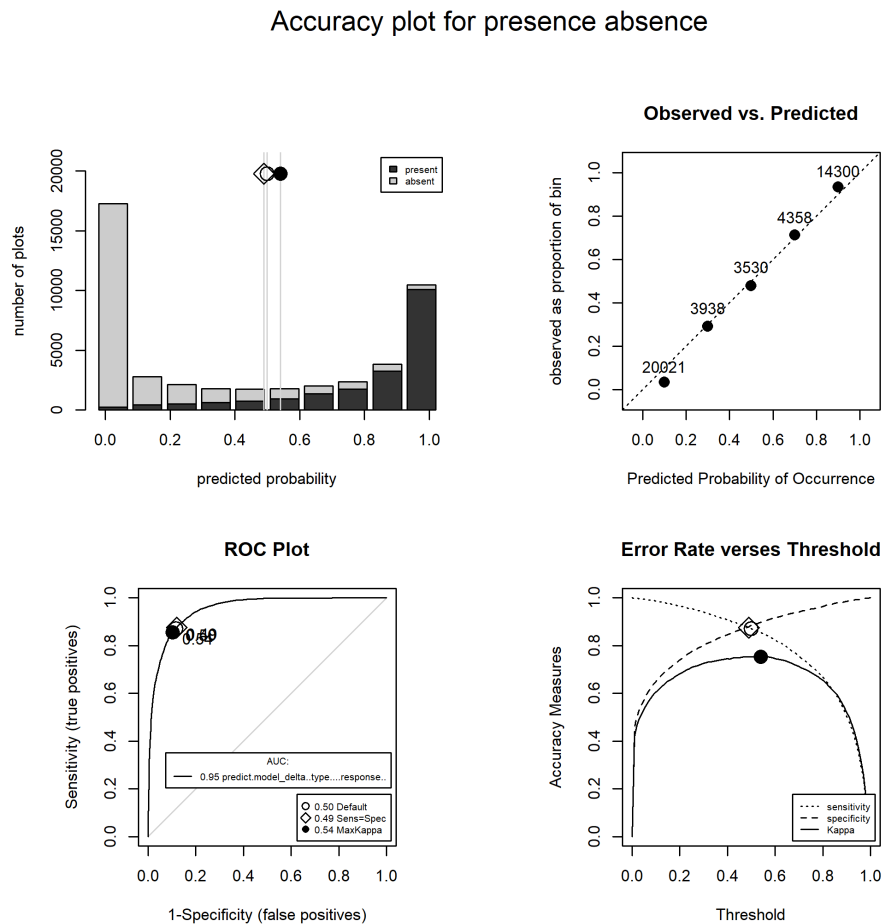 Accuracy plot for presence absence
number of plots
20000
15000
10000
5000
0
present
absent
0.0 0.2 0.4 0.6 0.8 1.0
predicted probability
Observed vs. Predicted
observed as proportion of bin
1.0
0.8
0.6
0.4
0.2
0.0
14300
4358
3530
3938
20021
0.0 0.2 0.4 0.6 0.8 1.0
Predicted Probability of Occurrence
ROC Plot
Sensitivity (true positives)
1.0
0.8
0.6
0.4
0.2
0.0
0.54
AUC:
0.95 predict.model_delta..type....response..
0.50 Default
0.49 Sens=Spec
0.54 MaxKappa
0.0 0.2 0.4 0.6 0.8 1.0
1-Specificity (false positives)
Error Rate verses Threshold
Accuracy Measures
1.0
0.8
0.6
0.4
0.2
0.0
sensitivity
specificity
Kappa
0.0 0.2 0.4 0.6 0.8 1.0
Threshold